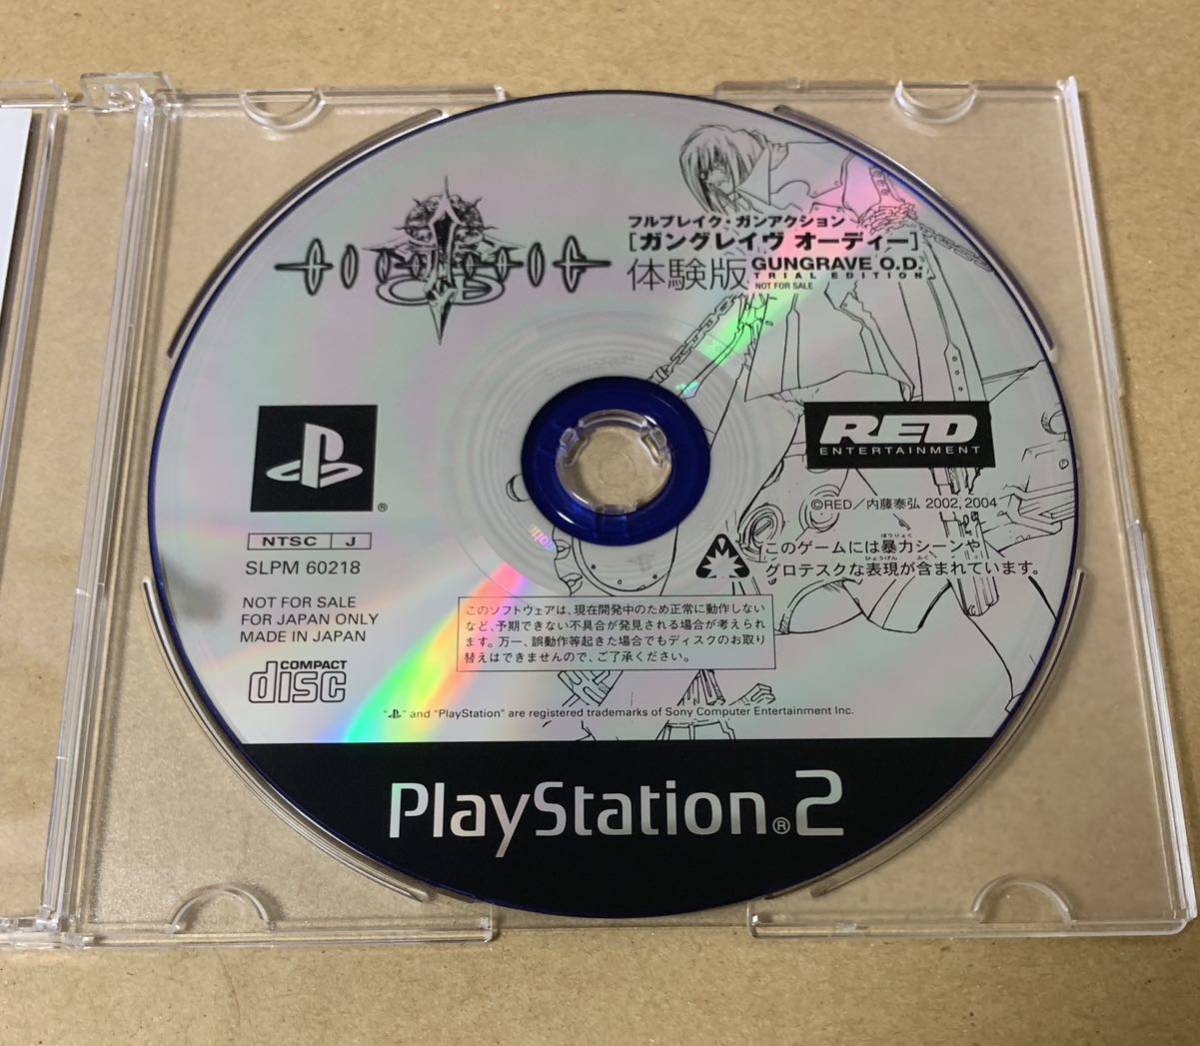 フルブレイク・ガンアクション
[ガングレイヴ オーディー]
体験版 GUNGRAVE O.D.
TRIAL EDITION
NOT FOR SALE
RED
ENTERTAINMENT
©RED／内藤泰弘 2002, 2004
NTSC J
SLPM 60218
NOT FOR SALE
FOR JAPAN ONLY
MADE IN JAPAN
COMPACT
disc
このゲームには暴力シーンや
グロテスクな表現が含まれています。
このソフトウェアは、現在開発中のため正常に動作しない
など、予期できない不具合が発見される場合が考えられ
ます。万一、誤動作等起きた場合でもディスクのお取り
替えはできませんので、ご了承ください。
" " and "PlayStation" are registered trademarks of Sony Computer Entertainment Inc.
PlayStation®2